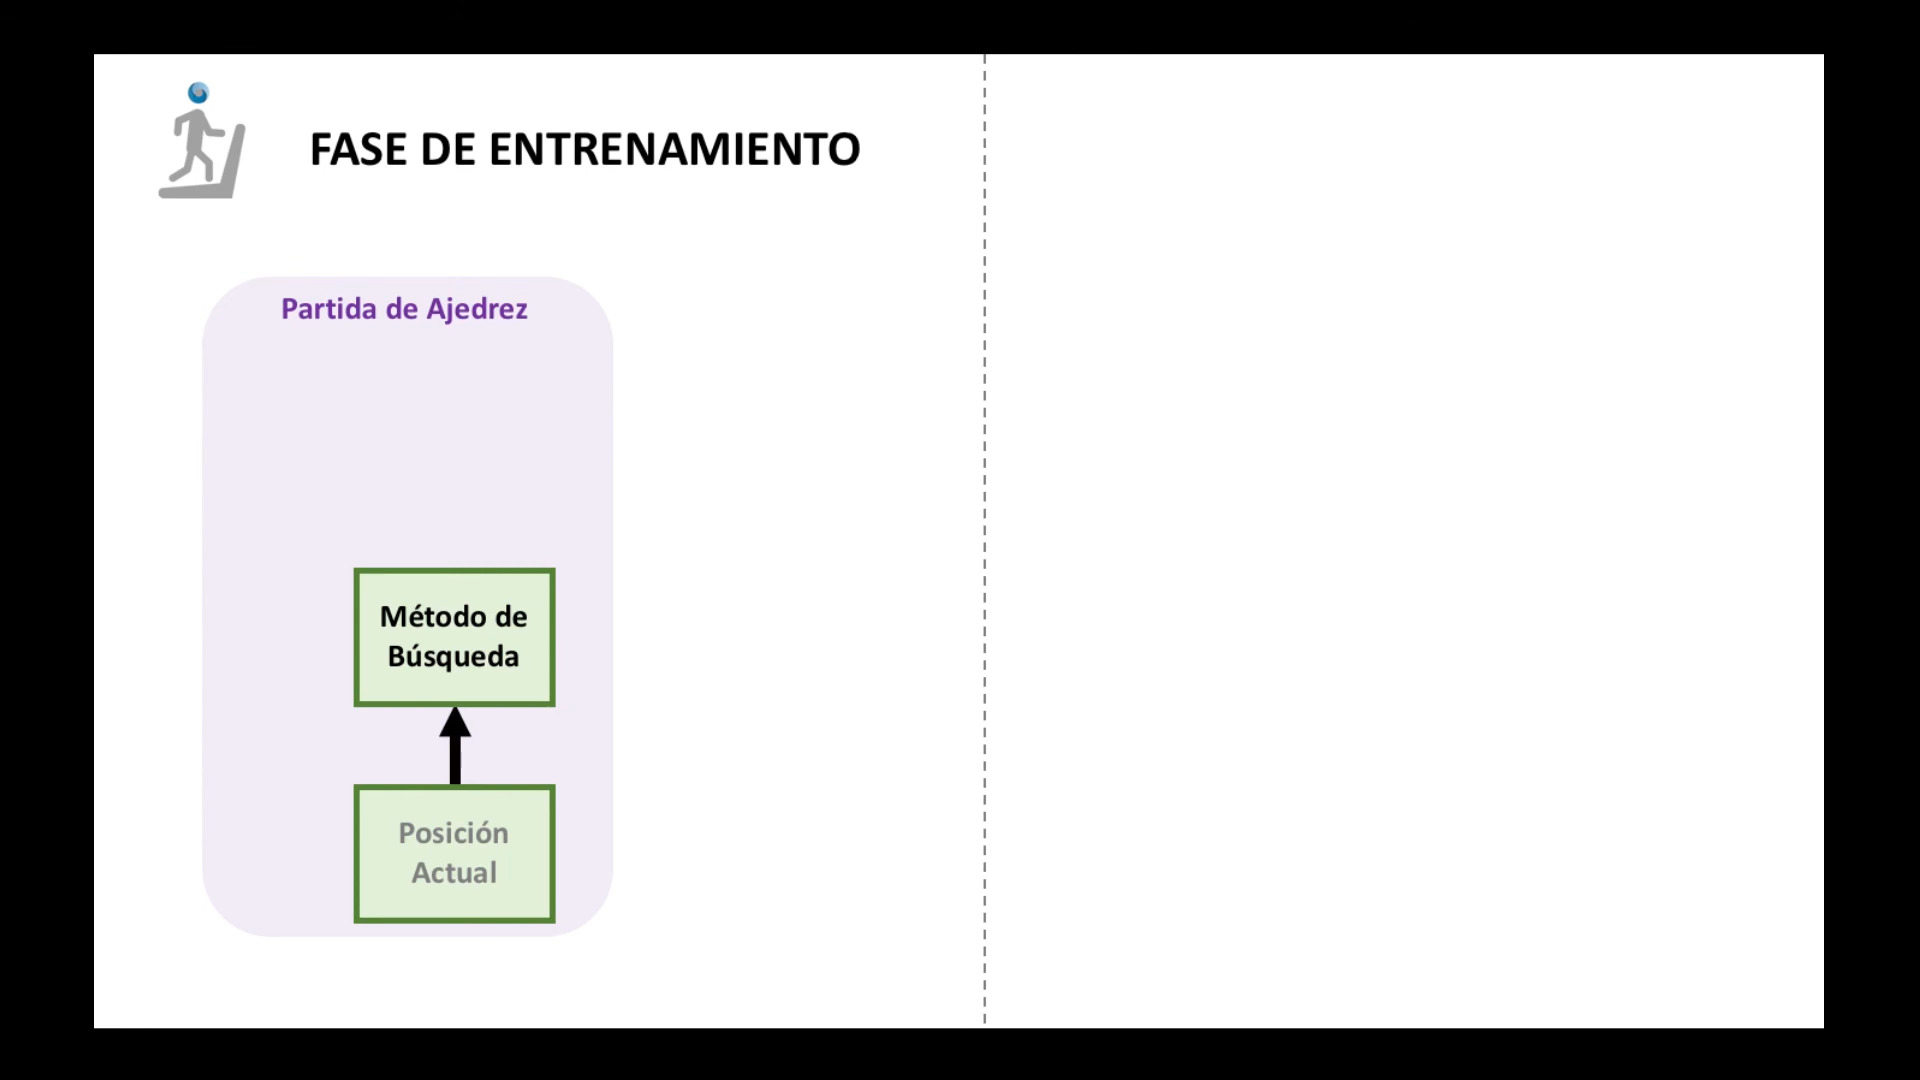 FASE DE ENTRENAMIENTO
Partida de Ajedrez
Método de
Búsqueda
Posición
Actual